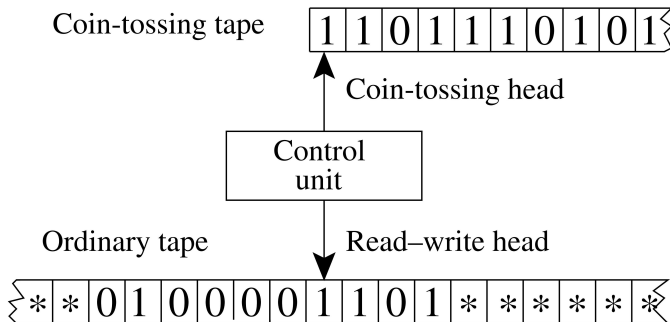 Coin-tossing tape 1 1 0 1 1 1 0 1 0 1
Coin-tossing head
Control
unit
Ordinary tape Read–write head
* * 0 1 0 0 0 0 1 1 0 1 * * * * * *